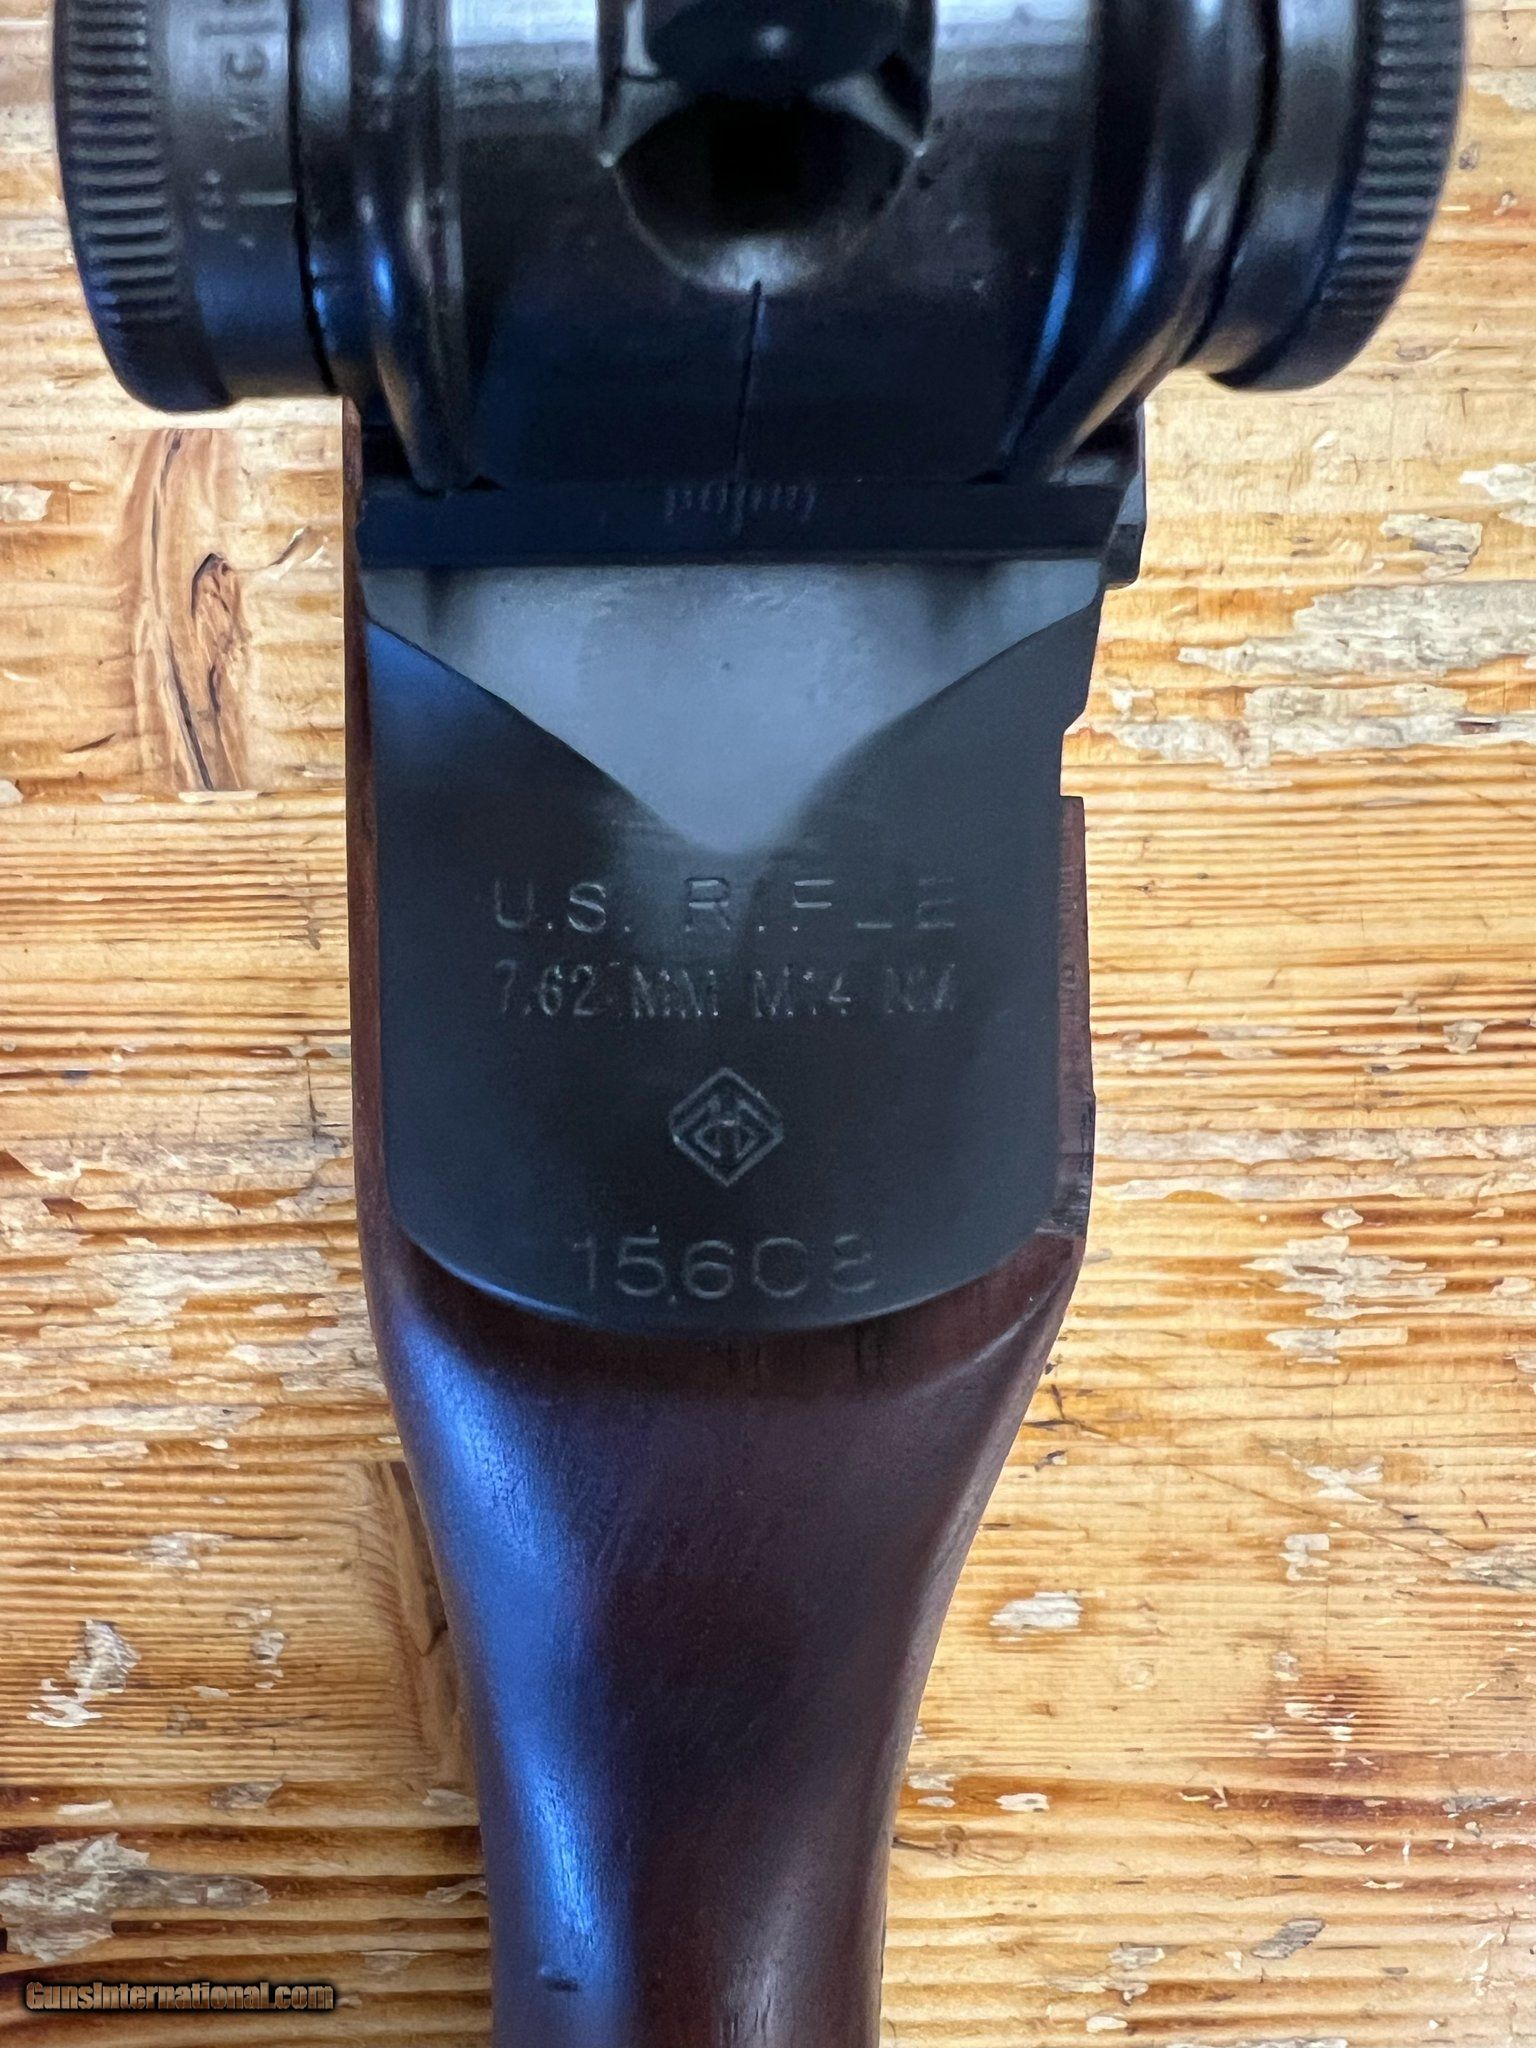 U.S. RIFLE
7.62 MM M14 NM
15608
GunsInternational.com